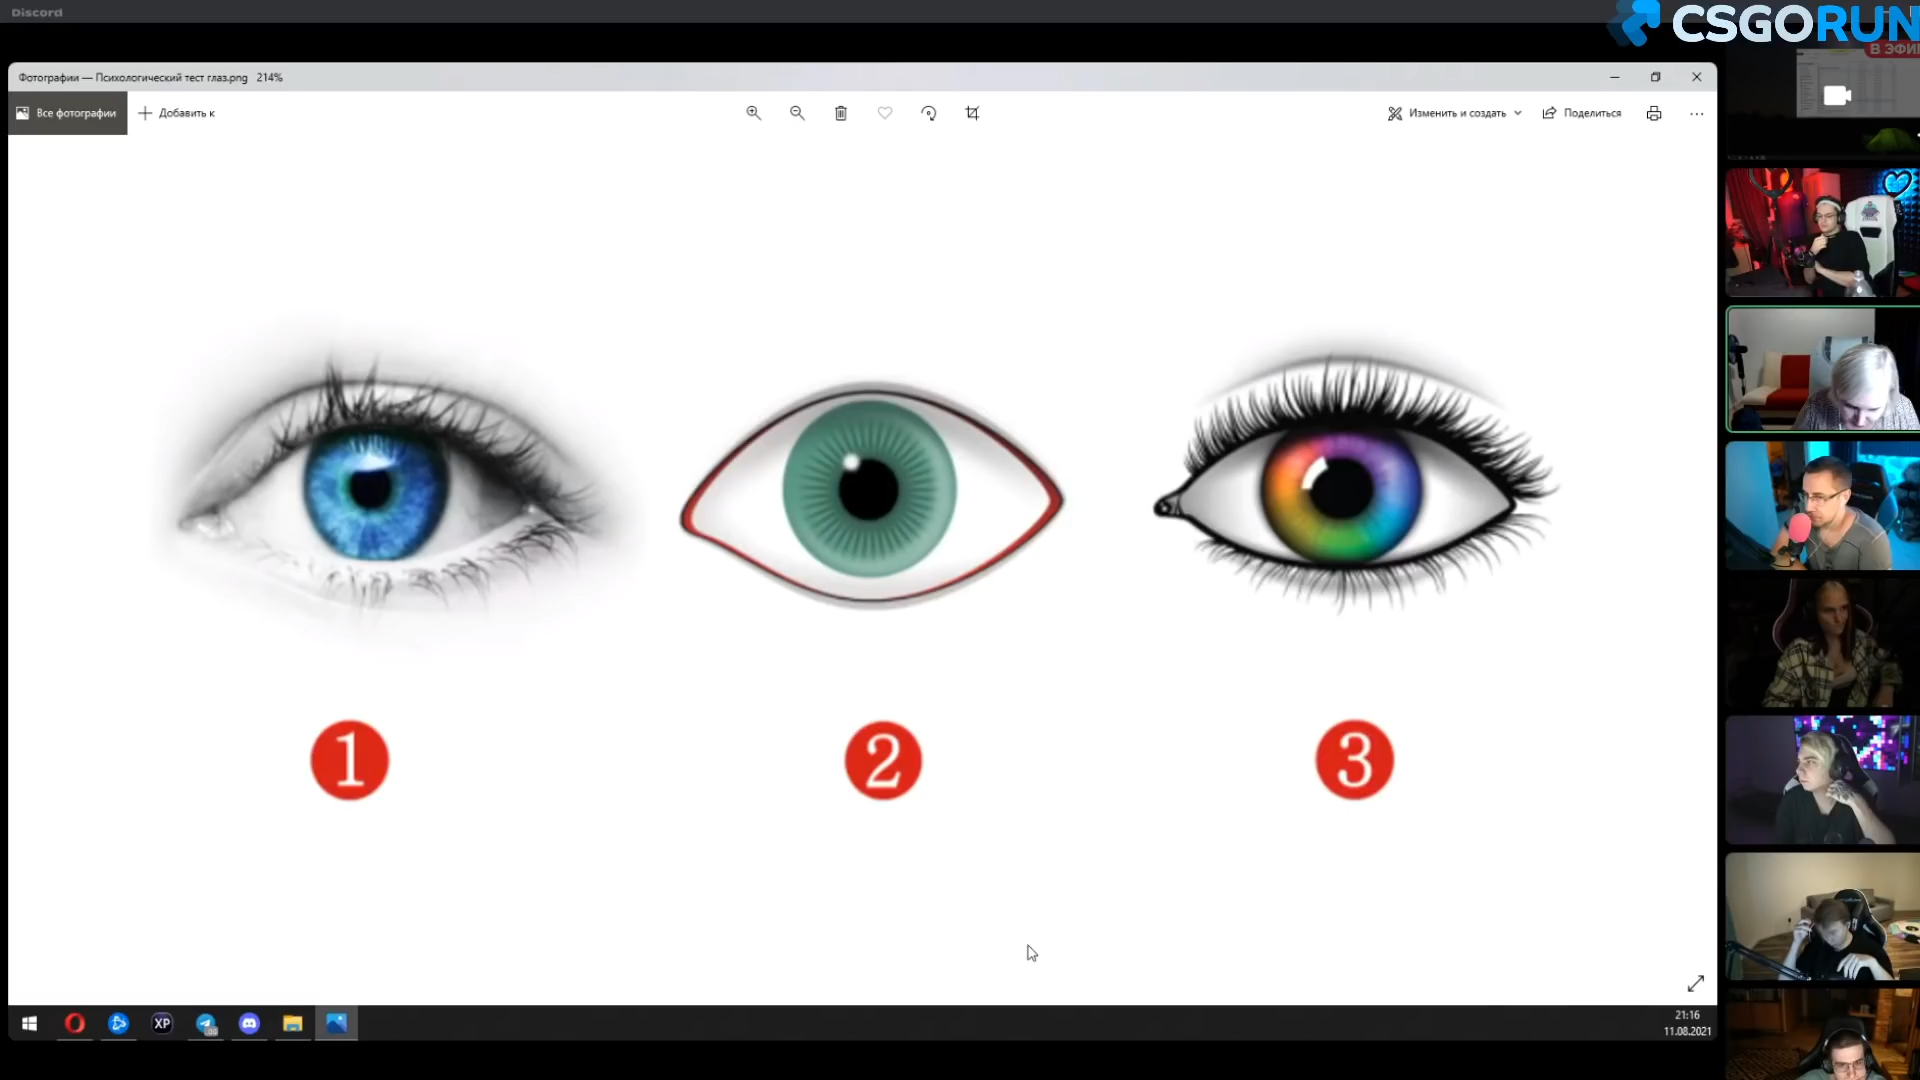 Discord
CSGORUN
В ЭФИ
Фотографии — Психологический тест глаз.png 214%
Все фотографии
Добавить к
Изменить и создать
Поделиться
1
2
3
XP
21:16
11.08.2021